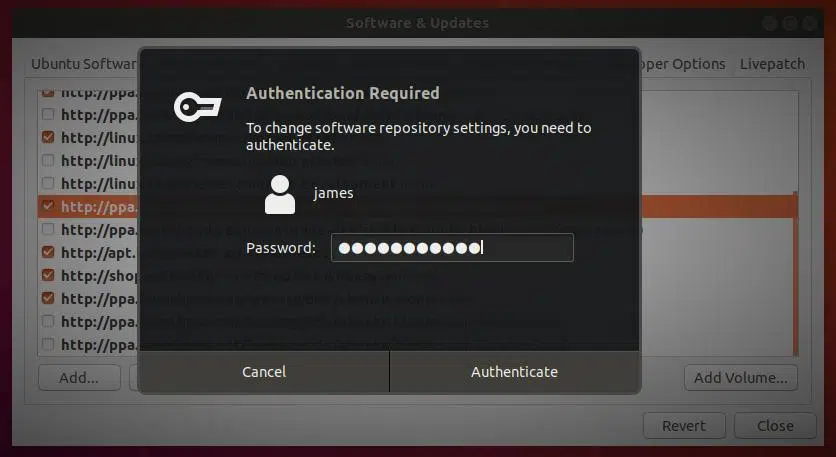 Software & Updates
Ubuntu Softwar
oper Options
Livepatch
Authentication Required
To change software repository settings, you need to
authenticate.
james
Password: ●●●●●●●●●●●
Cancel
Authenticate
http://ppa.
http://ppa.
http://linu
http://linu
http://linu
http://ppa.
http://ppa.
http://apt.
http://shop
http://ppa.
http://ppa.
http://ppa.
Add...
Add Volume...
Revert
Close